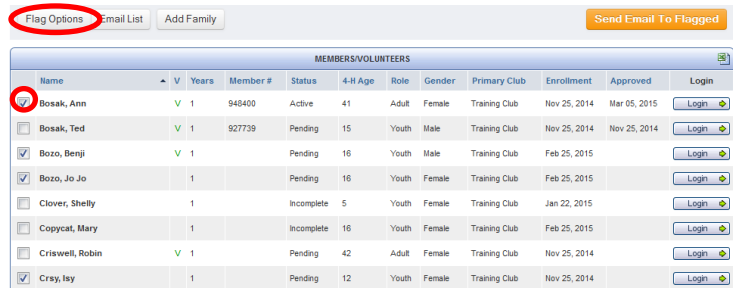 Flag Options Email List Add Family Send Email To Flagged
MEMBERS/VOLUNTEERS
Name V Years Member # Status 4-H Age Role Gender Primary Club Enrollment Approved Login
Bosak, Ann V 1 948400 Active 41 Adult Female Training Club Nov 25, 2014 Mar 05, 2015 Login
Bosak, Ted V 1 927739 Pending 15 Youth Male Training Club Nov 25, 2014 Nov 25, 2014 Login
Bozo, Benji V 1 Pending 16 Youth Male Training Club Feb 25, 2015 Login
Bozo, Jo Jo 1 Pending 16 Youth Female Training Club Feb 25, 2015 Login
Clover, Shelly 1 Incomplete 5 Youth Female Training Club Jan 22, 2015 Login
Copycat, Mary 1 Incomplete 16 Youth Female Training Club Feb 25, 2015 Login
Criswell, Robin V 1 Pending 42 Adult Female Training Club Nov 25, 2014 Login
Crsy, Isy 1 Pending 12 Youth Female Training Club Nov 25, 2014 Login